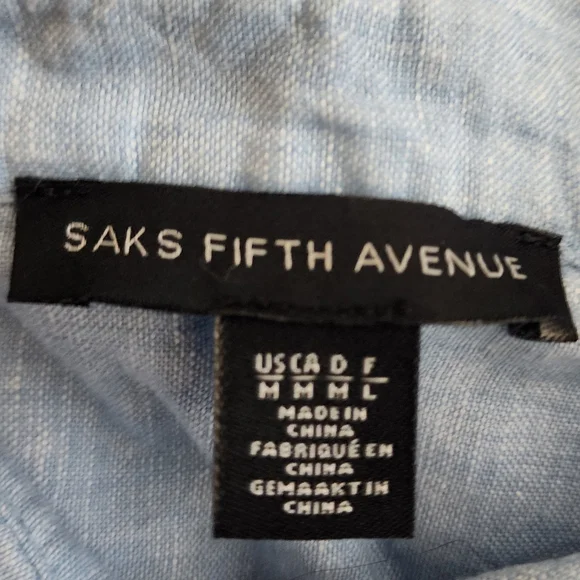 SAKS FIFTH AVENUE
US CA D F
M M M L
MADE IN
CHINA
FABRIQUÉ EN
CHINA
GEMAAKT IN
CHINA